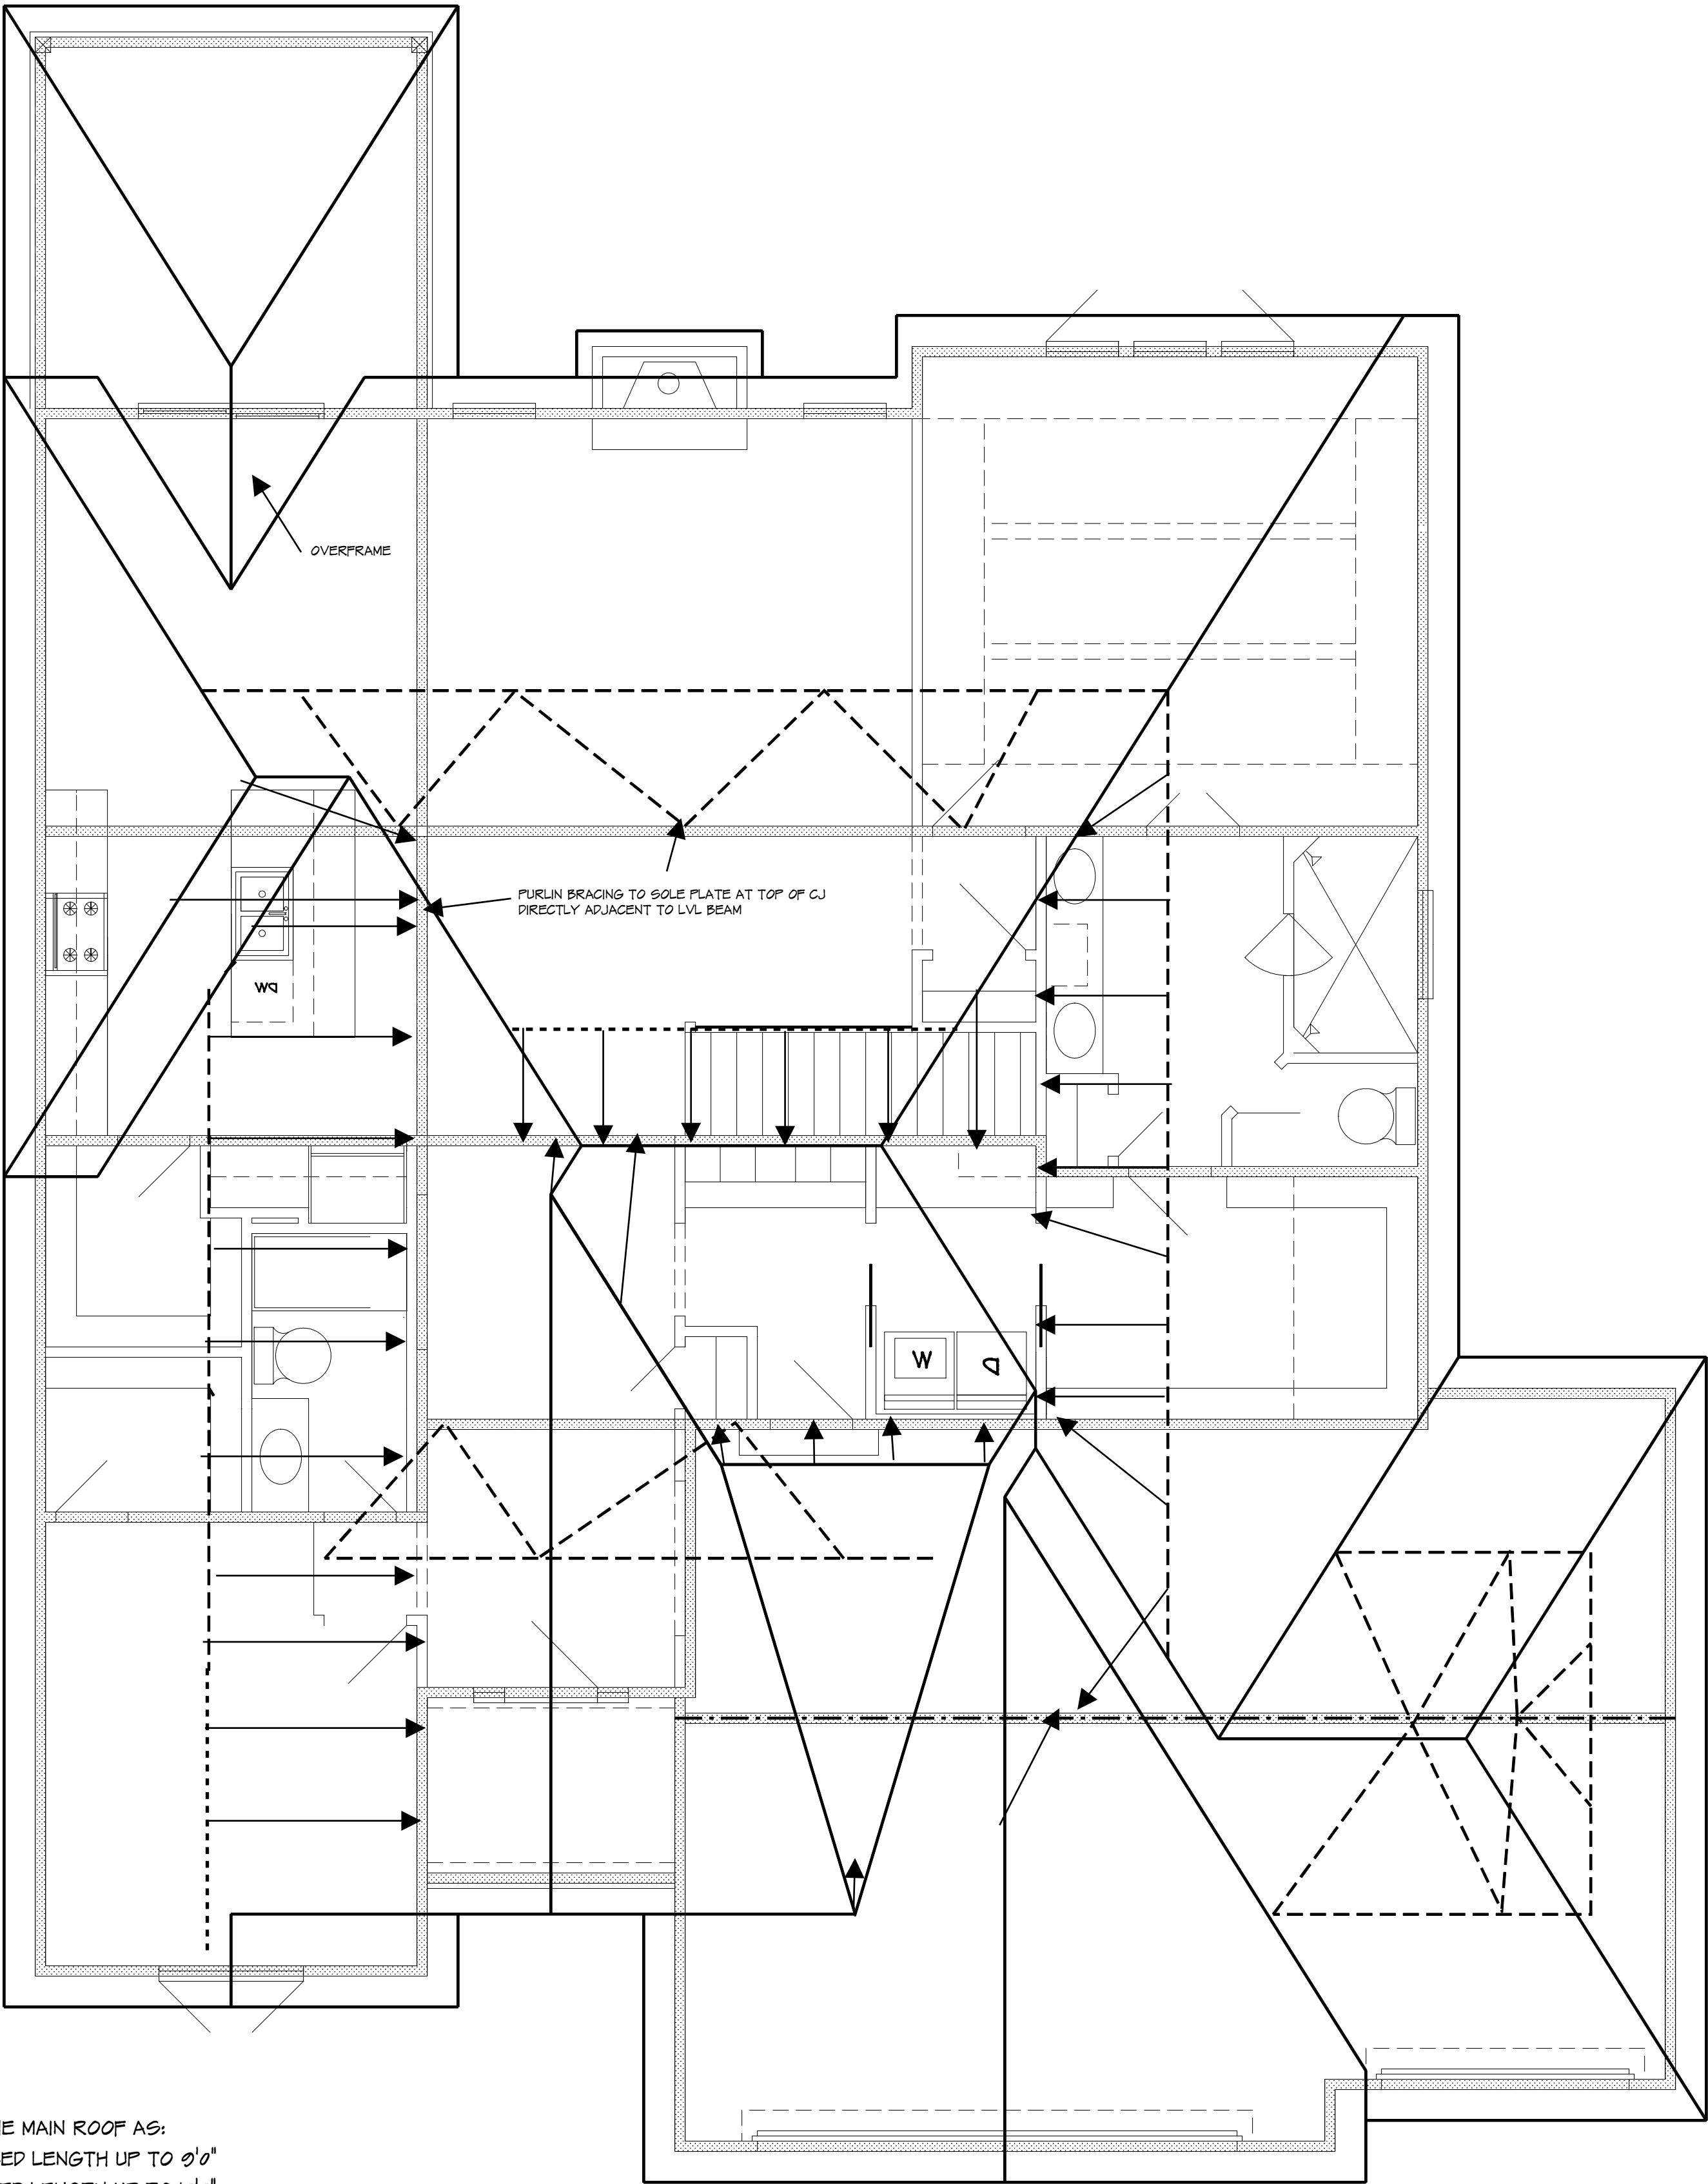 OVERFRAME
DW
PURLIN BRACING TO SOLE PLATE AT TOP OF CJ
DIRECTLY ADJACENT TO LVL BEAM
W
D
E MAIN ROOF AS:
ED LENGTH UP TO 9'0"